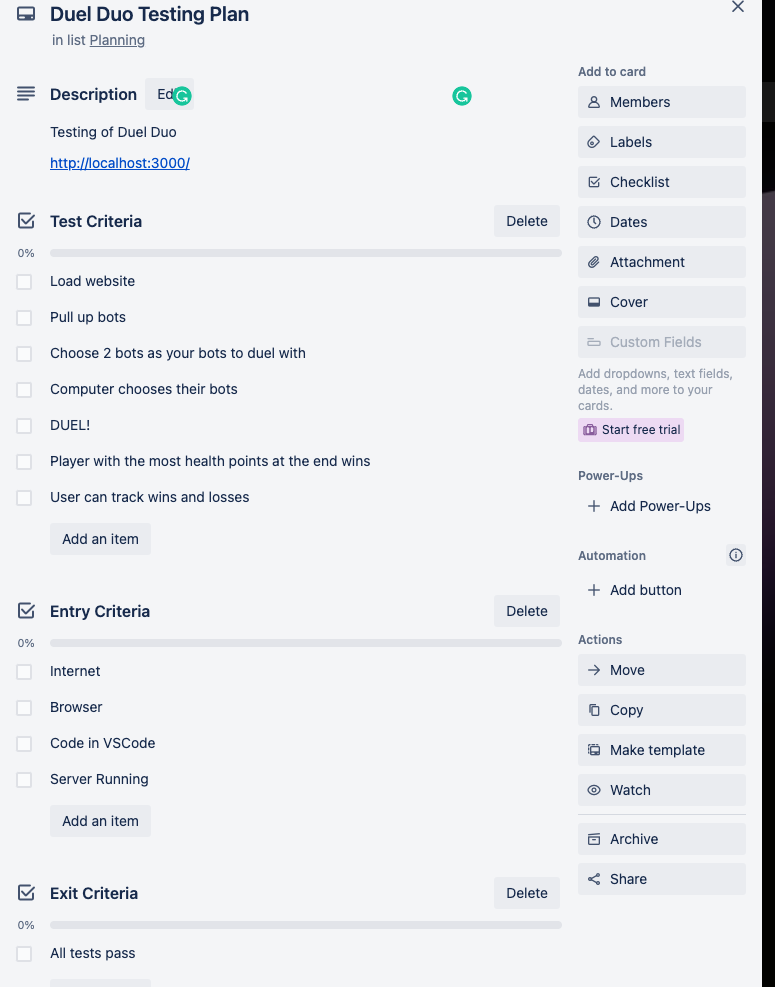 Duel Duo Testing Plan
in list Planning
Description
Ed
Testing of Duel Duo
http://localhost:3000/
Test Criteria
Delete
0%
Load website
Pull up bots
Choose 2 bots as your bots to duel with
Computer chooses their bots
DUEL!
Player with the most health points at the end wins
User can track wins and losses
Add an item
Entry Criteria
Delete
0%
Internet
Browser
Code in VSCode
Server Running
Add an item
Exit Criteria
Delete
0%
All tests pass
Add to card
Members
Labels
Checklist
Dates
Attachment
Cover
Custom Fields
Add dropdowns, text fields,
dates, and more to your
cards.
Start free trial
Power-Ups
Add Power-Ups
Automation
Add button
Actions
Move
Copy
Make template
Watch
Archive
Share